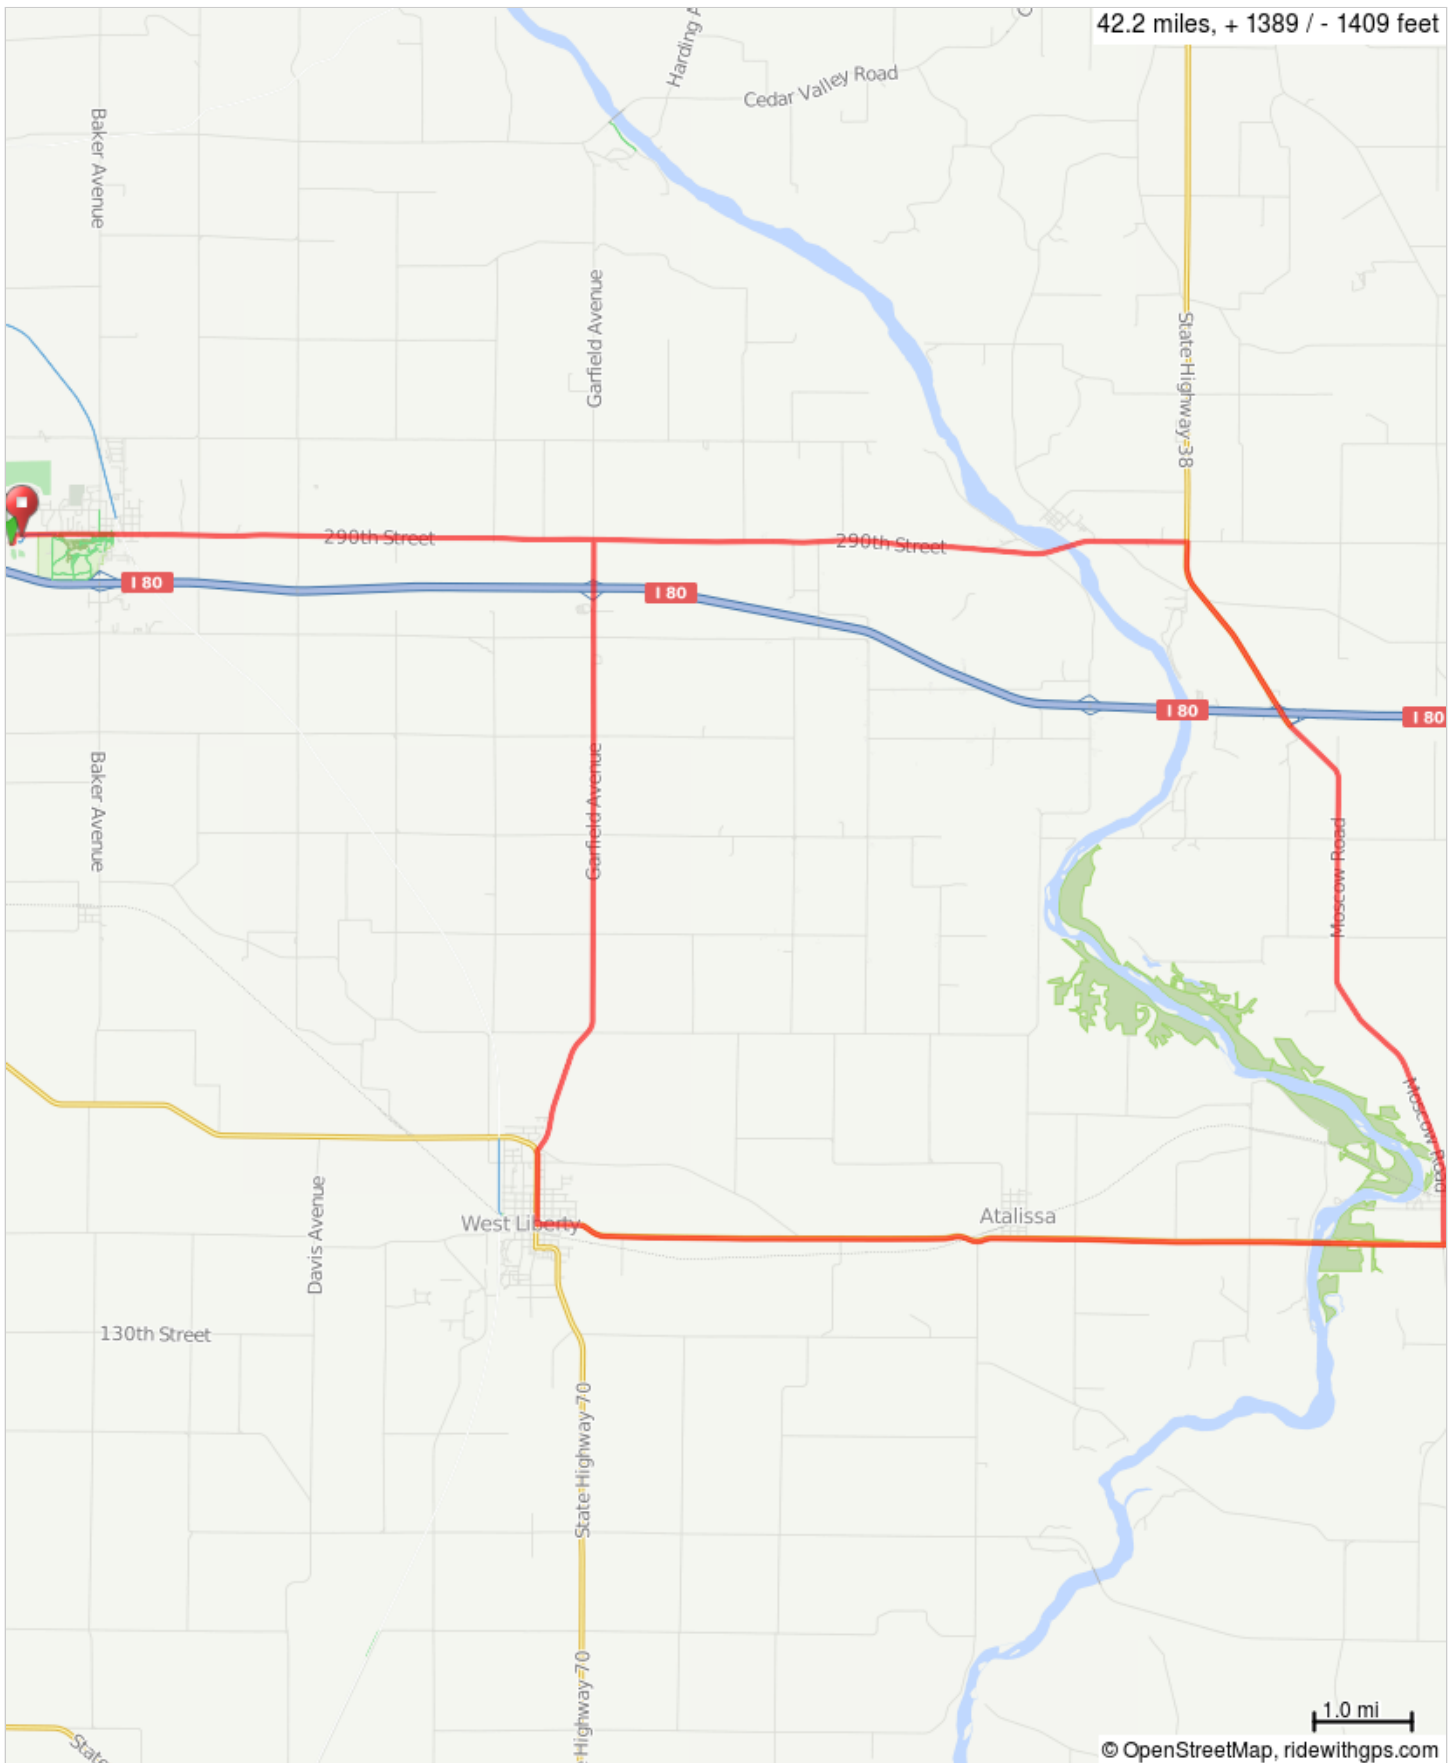 42.2 miles, + 1389 / - 1409 feet
Harding A
C
Cedar Valley Road
Baker Avenue
Garfield Avenue
State Highway 38
290th Street
290th Street
I 80
I 80
I 80
I 80
Baker Avenue
Garfield Avenue
Moscow Road
Moscow Road
Davis Avenue
West Liberty
Atalissa
130th Street
State Highway 70
Highway 70
State
1.0 mi
© OpenStreetMap, ridewithgps.com